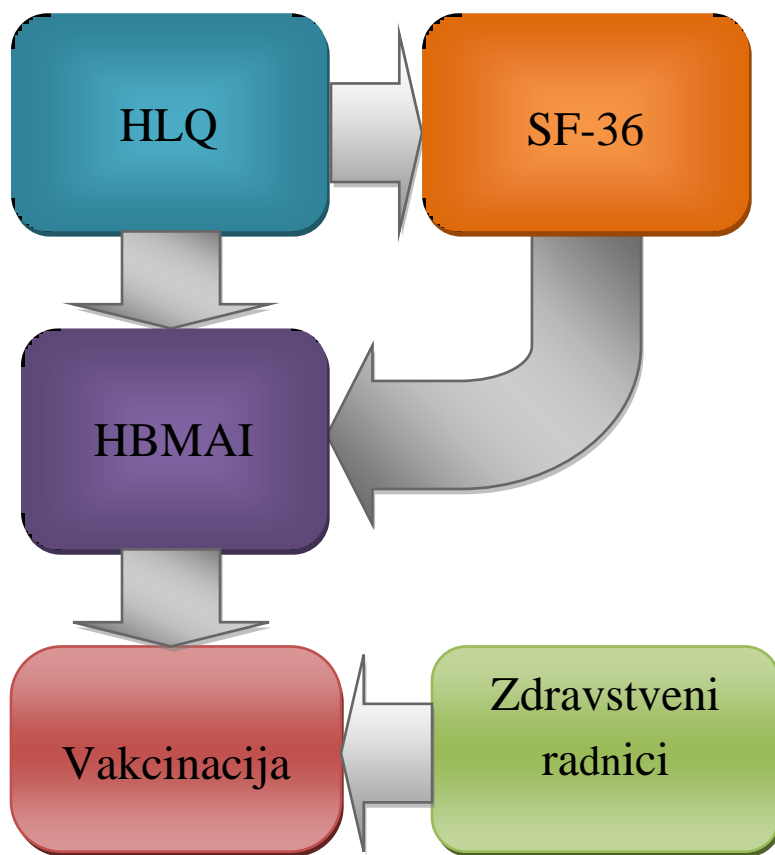 HLQ
SF-36
HBMAI
Vakcinacija
Zdravstveni
radnici